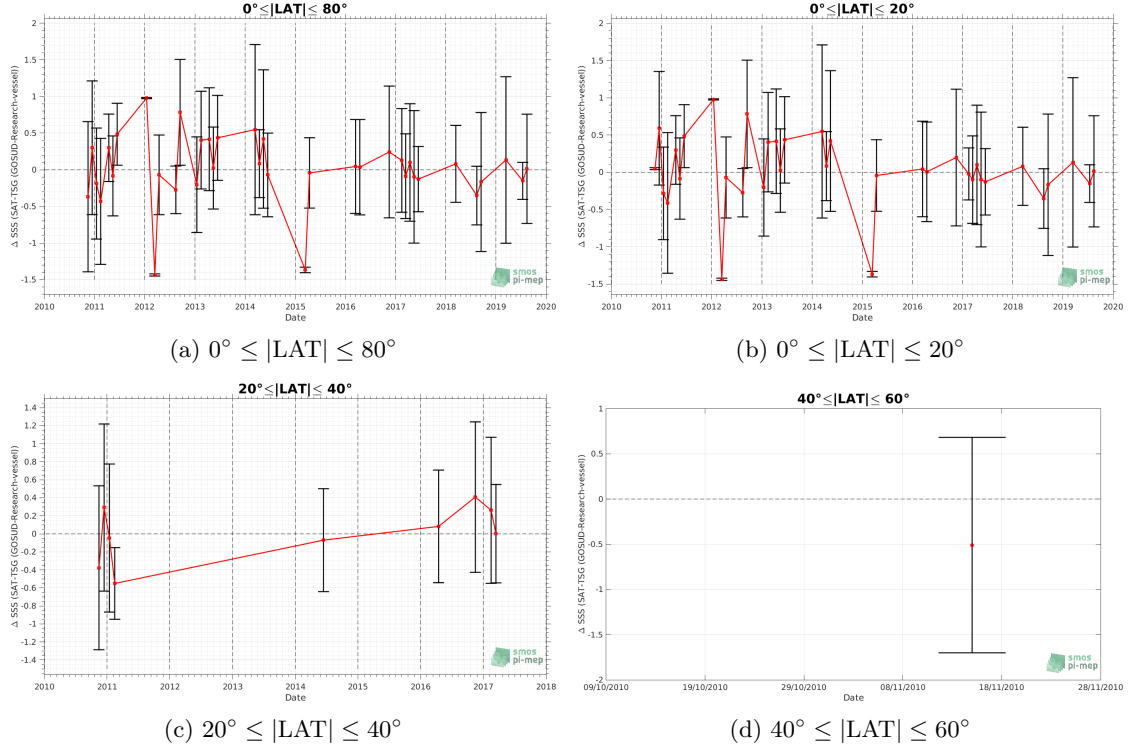 0°≤|LAT|≤ 80°
Δ SSS (SAT-TSG (GOSUD-Research-vessel))
2
1.5
1
0.5
0
-0.5
-1
-1.5
2010 2011 2012 2013 2014 2015 2016 2017 2018 2019 2020
Date
smos
pi-mep
(a) 0° ≤ |LAT| ≤ 80°
0°≤|LAT|≤ 20°
Δ SSS (SAT-TSG (GOSUD-Research-vessel))
2
1.5
1
0.5
0
-0.5
-1
-1.5
2010 2011 2012 2013 2014 2015 2016 2017 2018 2019 2020
Date
smos
pi-mep
(b) 0° ≤ |LAT| ≤ 20°
20°≤|LAT|≤ 40°
Δ SSS (SAT-TSG (GOSUD-Research-vessel))
1.4
1.2
1
0.8
0.6
0.4
0.2
0
-0.2
-0.4
-0.6
-0.8
-1
-1.2
-1.4
2010 2011 2012 2013 2014 2015 2016 2017 2018
Date
smos
pi-mep
(c) 20° ≤ |LAT| ≤ 40°
40°≤|LAT|≤ 60°
Δ SSS (SAT-TSG (GOSUD-Research-vessel))
1
0.5
0
-0.5
-1
-1.5
-2
09/10/2010 19/10/2010 29/10/2010 08/11/2010 18/11/2010 28/11/2010
Date
smos
pi-mep
(d) 40° ≤ |LAT| ≤ 60°